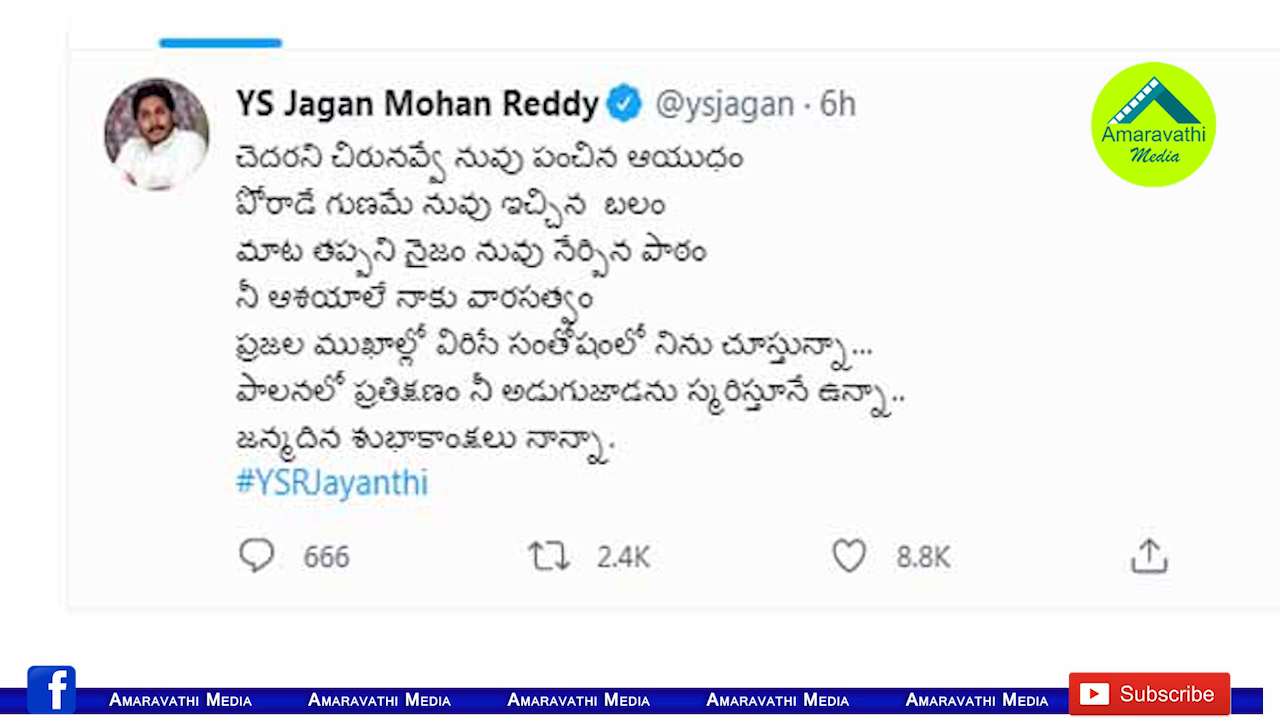 YS Jagan Mohan Reddy @ysjagan · 6h
చెదరని చిరునవ్వే నువు పంచిన ఆయుధం
పోరాడే గుణమే నువు ఇచ్చిన బలం
మాట తప్పని నైజం నువు నేర్పిన పాఠం
నీ ఆశయాలే నాకు వారసత్వం
ప్రజల ముఖాల్లో విరిసే సంతోషంలో నిను చూస్తున్నా...
పాలనలో ప్రతిక్షణం నీ అడుగుజాడను స్మరిస్తూనే ఉన్నా..
జన్మదిన శుభాకాంక్షలు నాన్నా.
#YSRJayanthi
666 2.4K 8.8K
Amaravathi
Media
f Amaravathi Media Amaravathi Media Amaravathi Media Amaravathi Media Amaravathi Media Subscribe